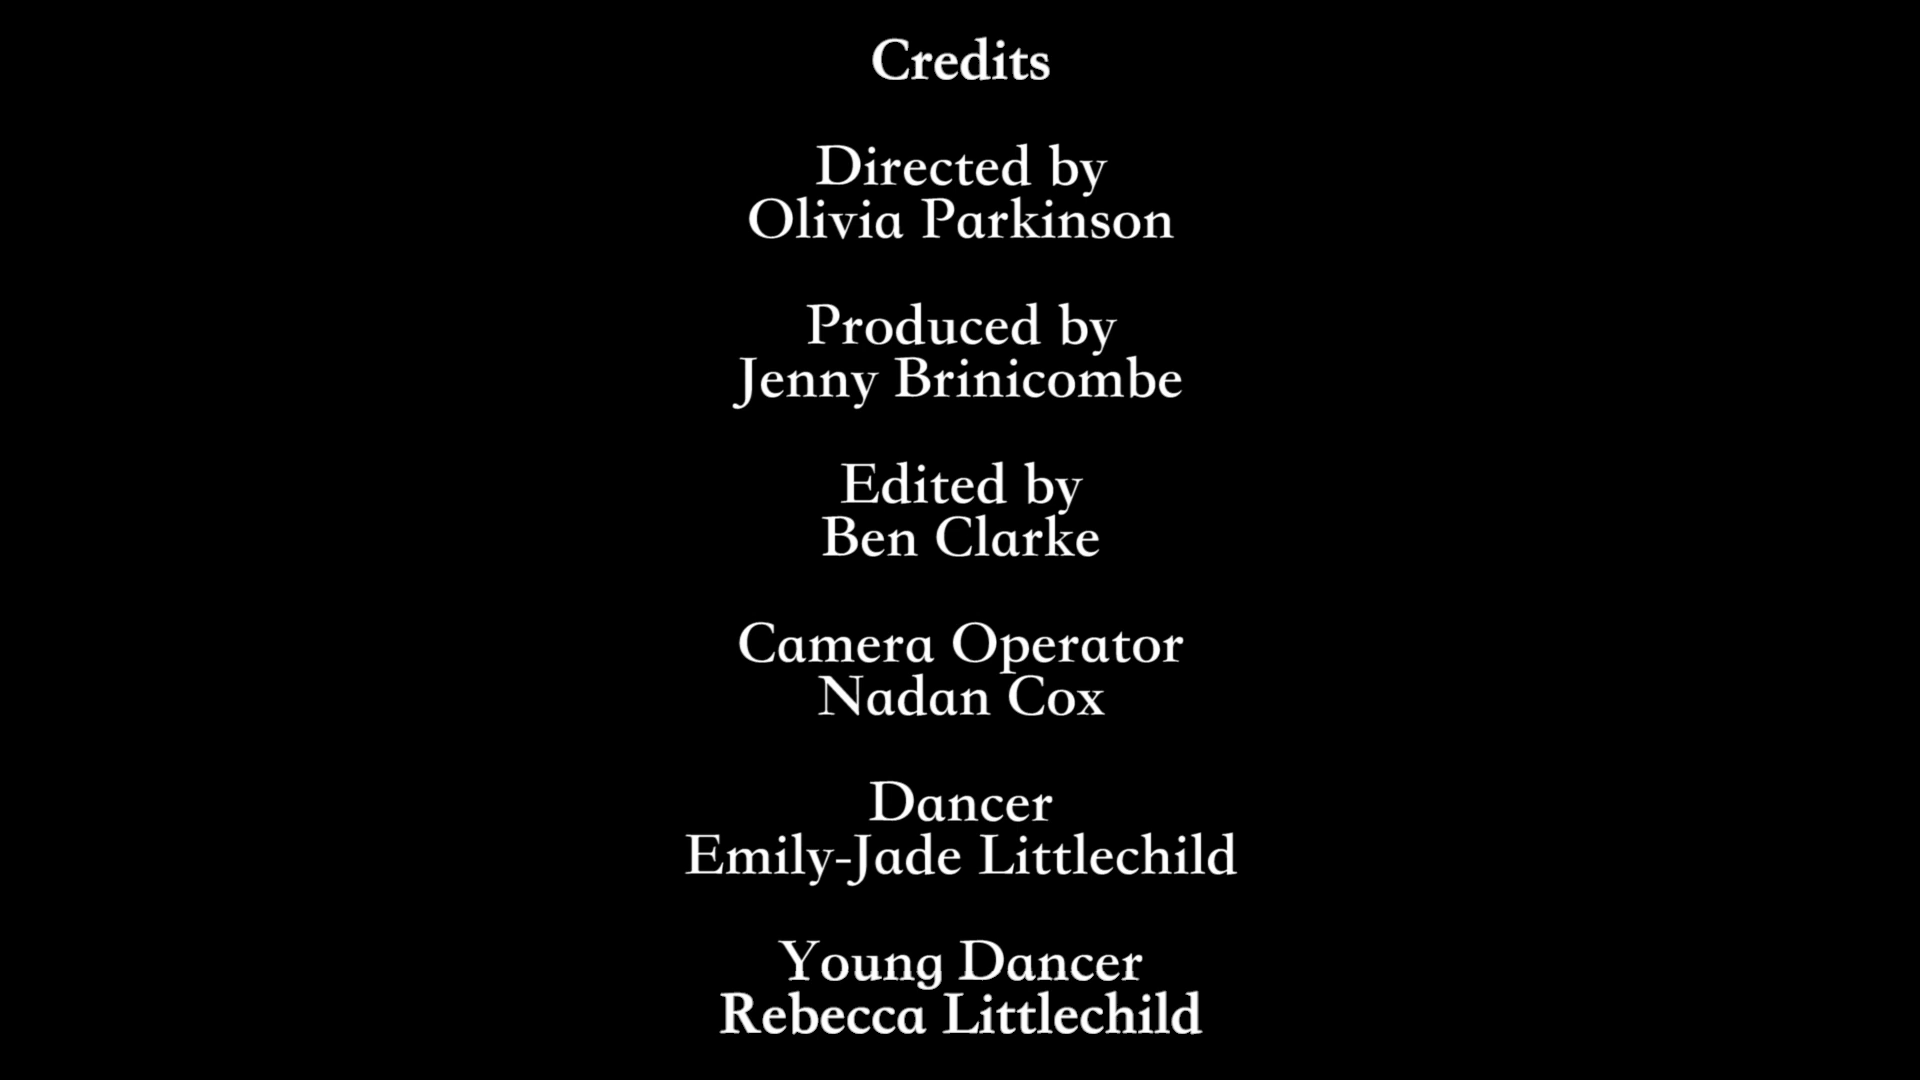 Credits
Directed by
Olivia Parkinson
Produced by
Jenny Brinicombe
Edited by
Ben Clarke
Camera Operator
Nadan Cox
Dancer
Emily-Jade Littlechild
Young Dancer
Rebecca Littlechild